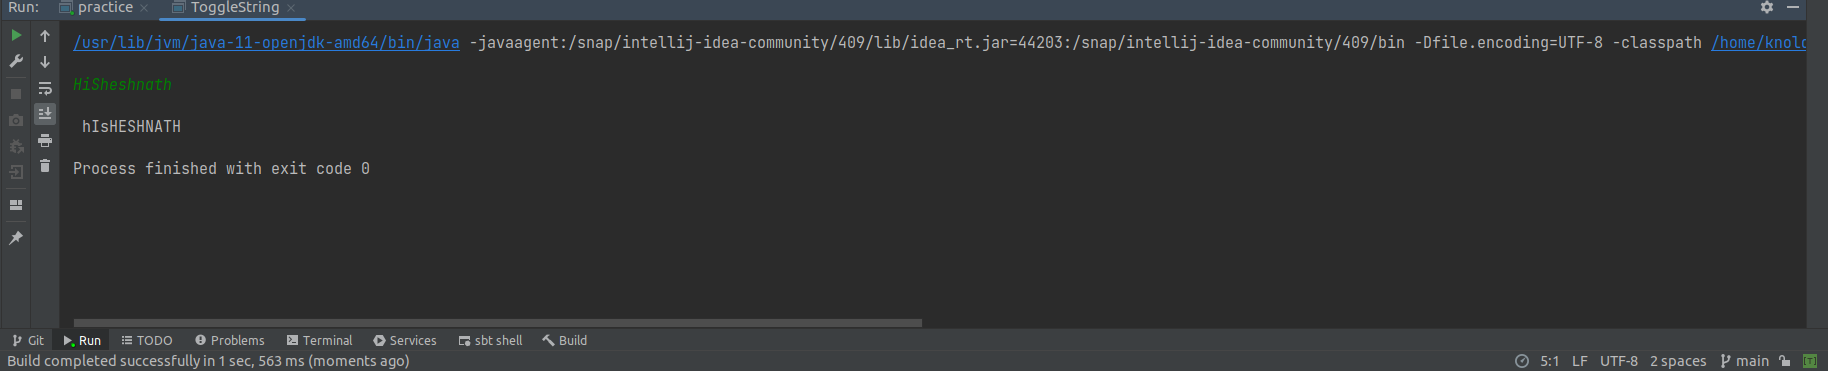 Run: practice ToggleString
/usr/lib/jvm/java-11-openjdk-amd64/bin/java -javaagent:/snap/intellij-idea-community/409/lib/idea_rt.jar=44203:/snap/intellij-idea-community/409/bin -Dfile.encoding=UTF-8 -classpath /home/knol
HiSheshnath
hIsHESHNATH
Process finished with exit code 0
Git Run TODO Problems Terminal Services sbt shell Build
Build completed successfully in 1 sec, 563 ms (moments ago) 5:1 LF UTF-8 2 spaces main [T]